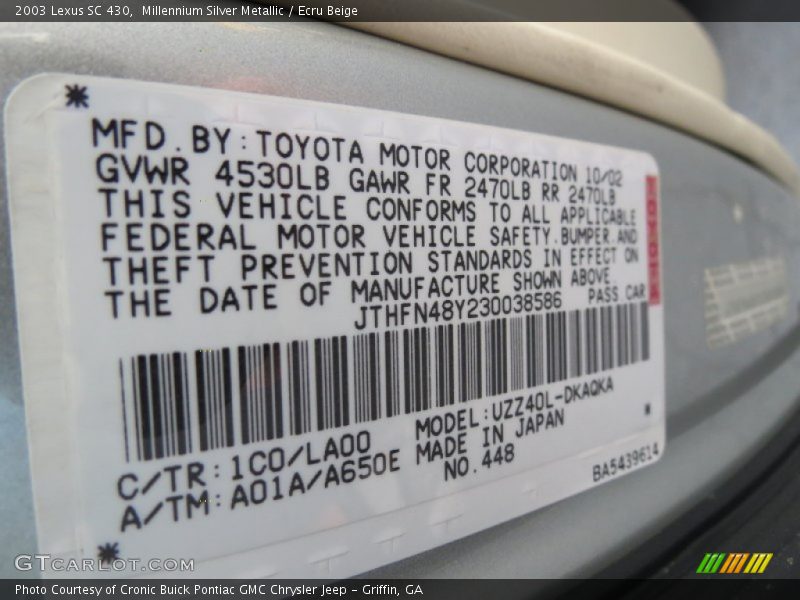 2003 Lexus SC 430, Millennium Silver Metallic / Ecru Beige
MFD. BY: TOYOTA MOTOR CORPORATION 10/02
GVWR 4530LB GAWR FR 2470LB RR 2470LB
THIS VEHICLE CONFORMS TO ALL APPLICABLE
FEDERAL MOTOR VEHICLE SAFETY.BUMPER.AND
THEFT PREVENTION STANDARDS IN EFFECT ON
THE DATE OF MANUFACTURE SHOWN ABOVE
JTHFN48Y230038586 PASS CAR
C/TR:1C0/LA00 MODEL:UZZ40L-DKAQKA
A/TM:A01A/A650E MADE IN JAPAN
NO.448
BA5439614
GTCARLOT.COM
Photo Courtesy of Cronic Buick Pontiac GMC Chrysler Jeep - Griffin, GA